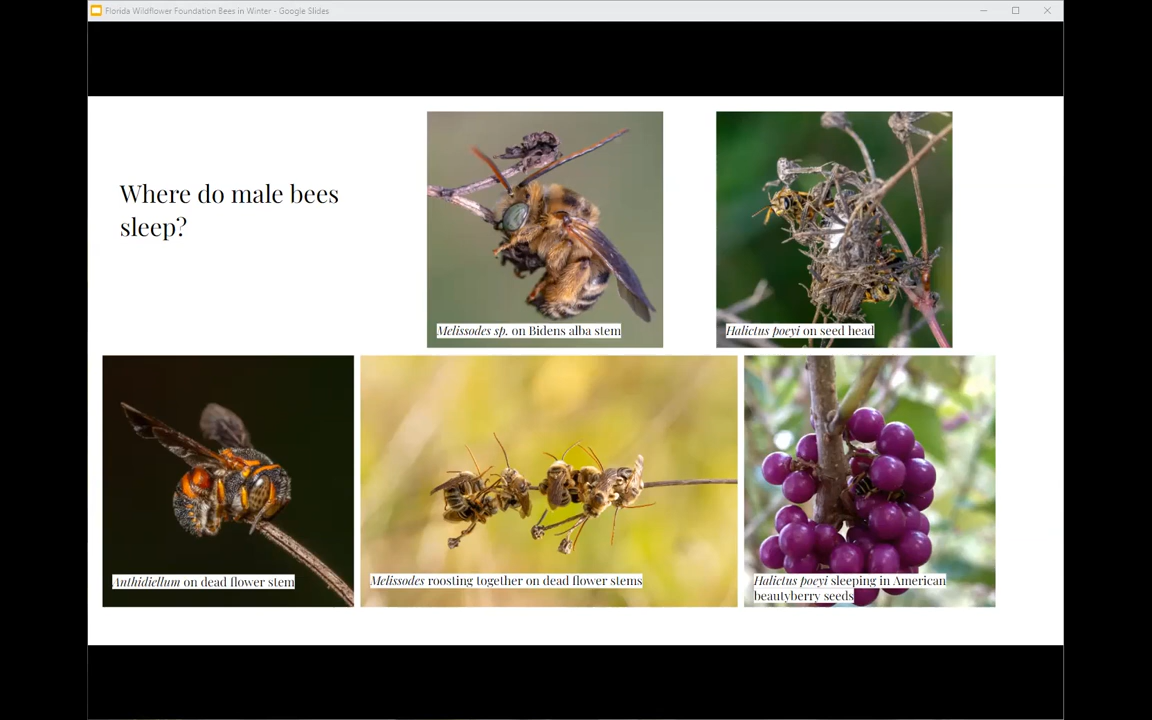 Florida Wildflower Foundation Bees in Winter - Google Slides
Where do male bees
sleep?
Melissodes sp. on Bidens alba stem
Halictus poeyi on seed head
Anthidiellum on dead flower stem
Melissodes roosting together on dead flower stems
Halictus poeyi sleeping in American
beautyberry seeds